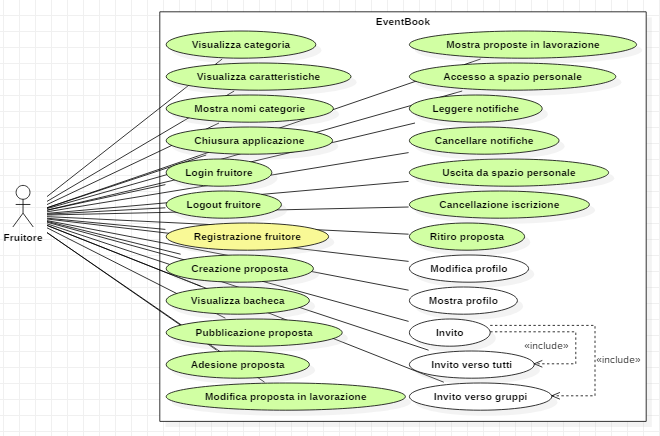 EventBook
Visualizza categoria
Visualizza caratteristiche
Mostra nomi categorie
Chiusura applicazione
Login fruitore
Logout fruitore
Registrazione fruitore
Creazione proposta
Visualizza bacheca
Pubblicazione proposta
Adesione proposta
Modifica proposta in lavorazione
Mostra proposte in lavorazione
Accesso a spazio personale
Leggere notifiche
Cancellare notifiche
Uscita da spazio personale
Cancellazione iscrizione
Ritiro proposta
Modifica profilo
Mostra profilo
Invito
Invito verso tutti
Invito verso gruppi
«include»
«include»
Fruitore